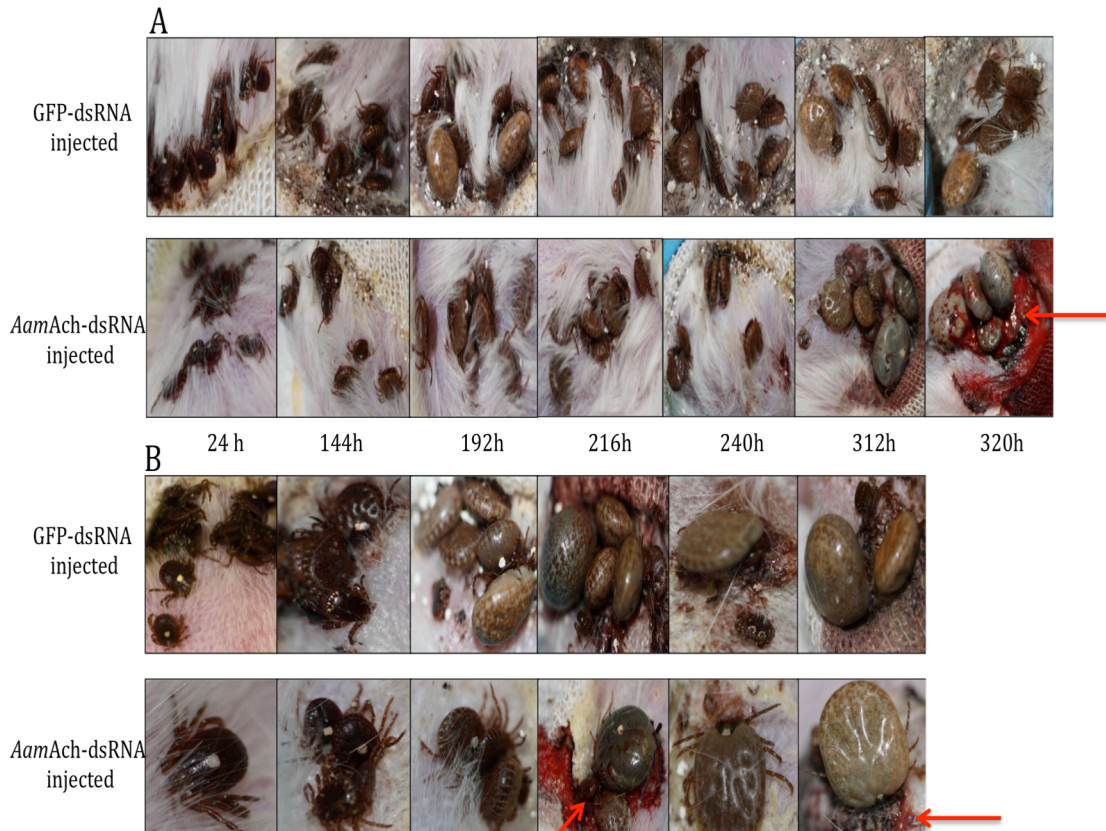 A
GFP-dsRNA
injected
AamAch-dsRNA
injected
24 h 144h 192h 216h 240h 312h 320h
B
GFP-dsRNA
injected
AamAch-dsRNA
injected